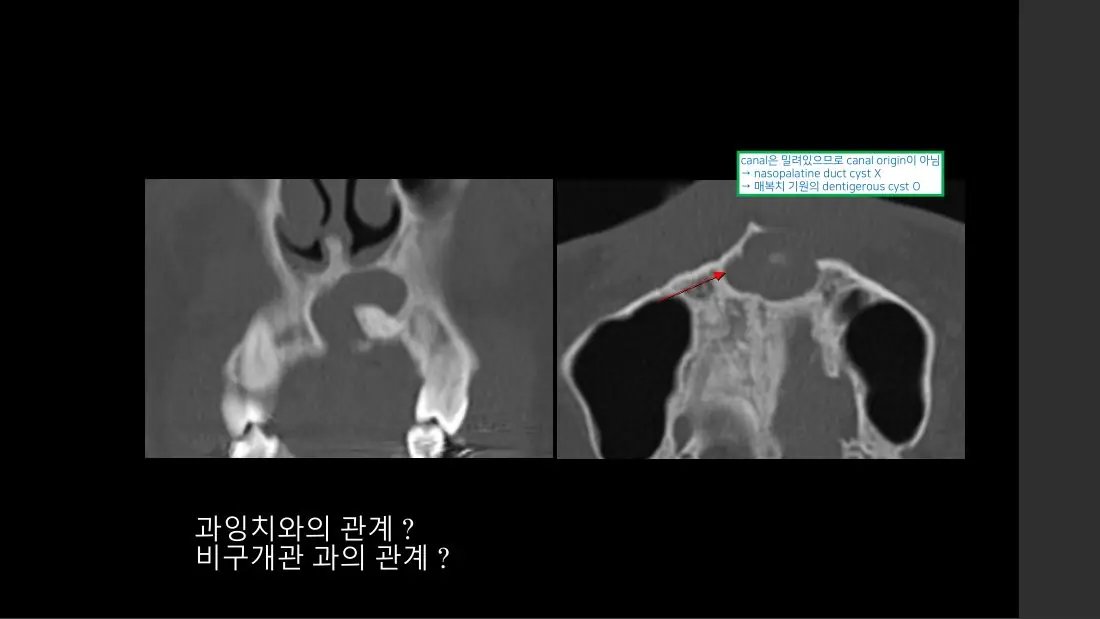 canal은 밀려있으므로 canal origin이 아님
→ nasopalatine duct cyst X
→ 매복치 기원의 dentigerous cyst O
과잉치와의 관계 ?
비구개관 과의 관계 ?